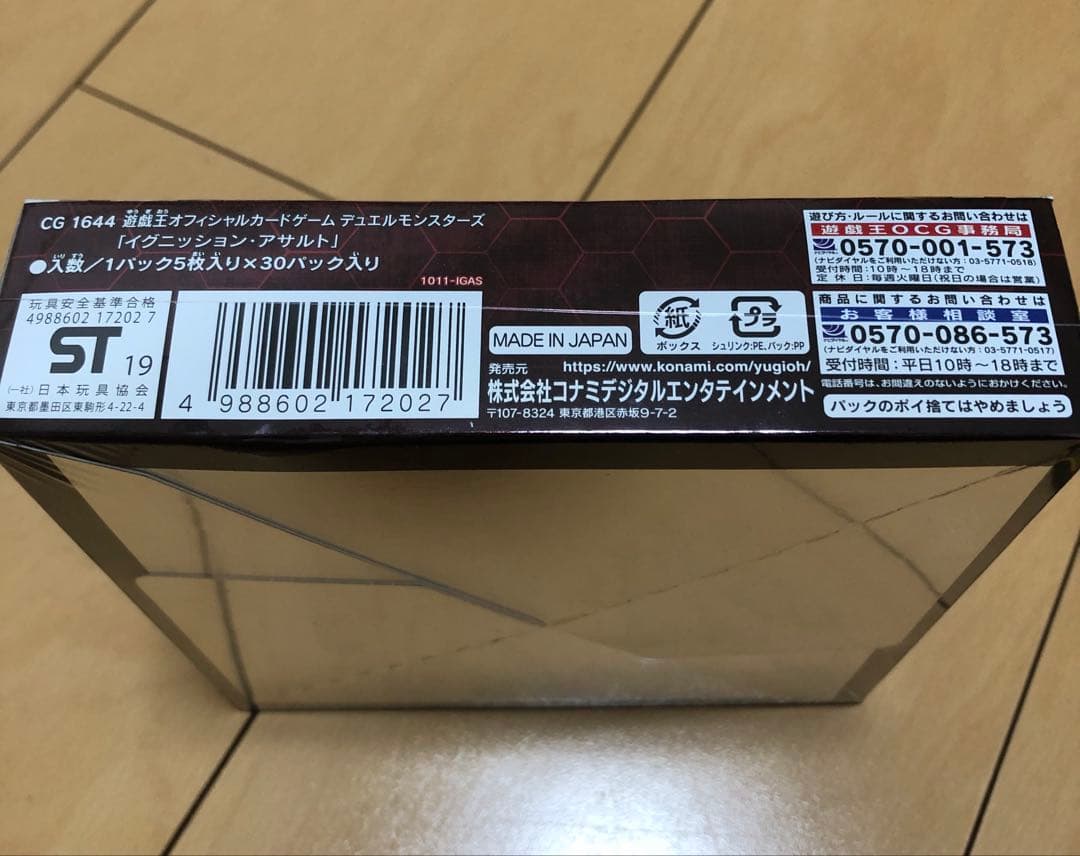 CG 1644 遊戯王オフィシャルカードゲーム デュエルモンスターズ
「イグニッション・アサルト」
●入数/1パック5枚入り×30パック入り
1011-IGAS
玩具安全基準合格
4988602 17202 7
ST 19
(一社)日本玩具協会
東京都墨田区東駒形4-22-4
4 988602 172027
MADE IN JAPAN
紙
ボックス
プラ
シュリンク:PE、パック:PP
発売元 https://www.konami.com/yugioh/
株式会社コナミデジタルエンタテインメント
〒107-8324 東京都港区赤坂9-7-2
遊び方・ルールに関するお問い合わせは
遊戯王OCG事務局
0570-001-573
(ナビダイヤルをご利用いただけない方:03-5771-0518)
受付時間:10時〜18時まで
定休日:毎週火曜日(祝日の場合は営業)
商品に関するお問い合わせは
お客様相談室
0570-086-573
(ナビダイヤルをご利用いただけない方:03-5771-0517)
受付時間:平日10時〜18時まで
電話番号は、お間違えのないようにおかけください。
パックのポイ捨てはやめましょう